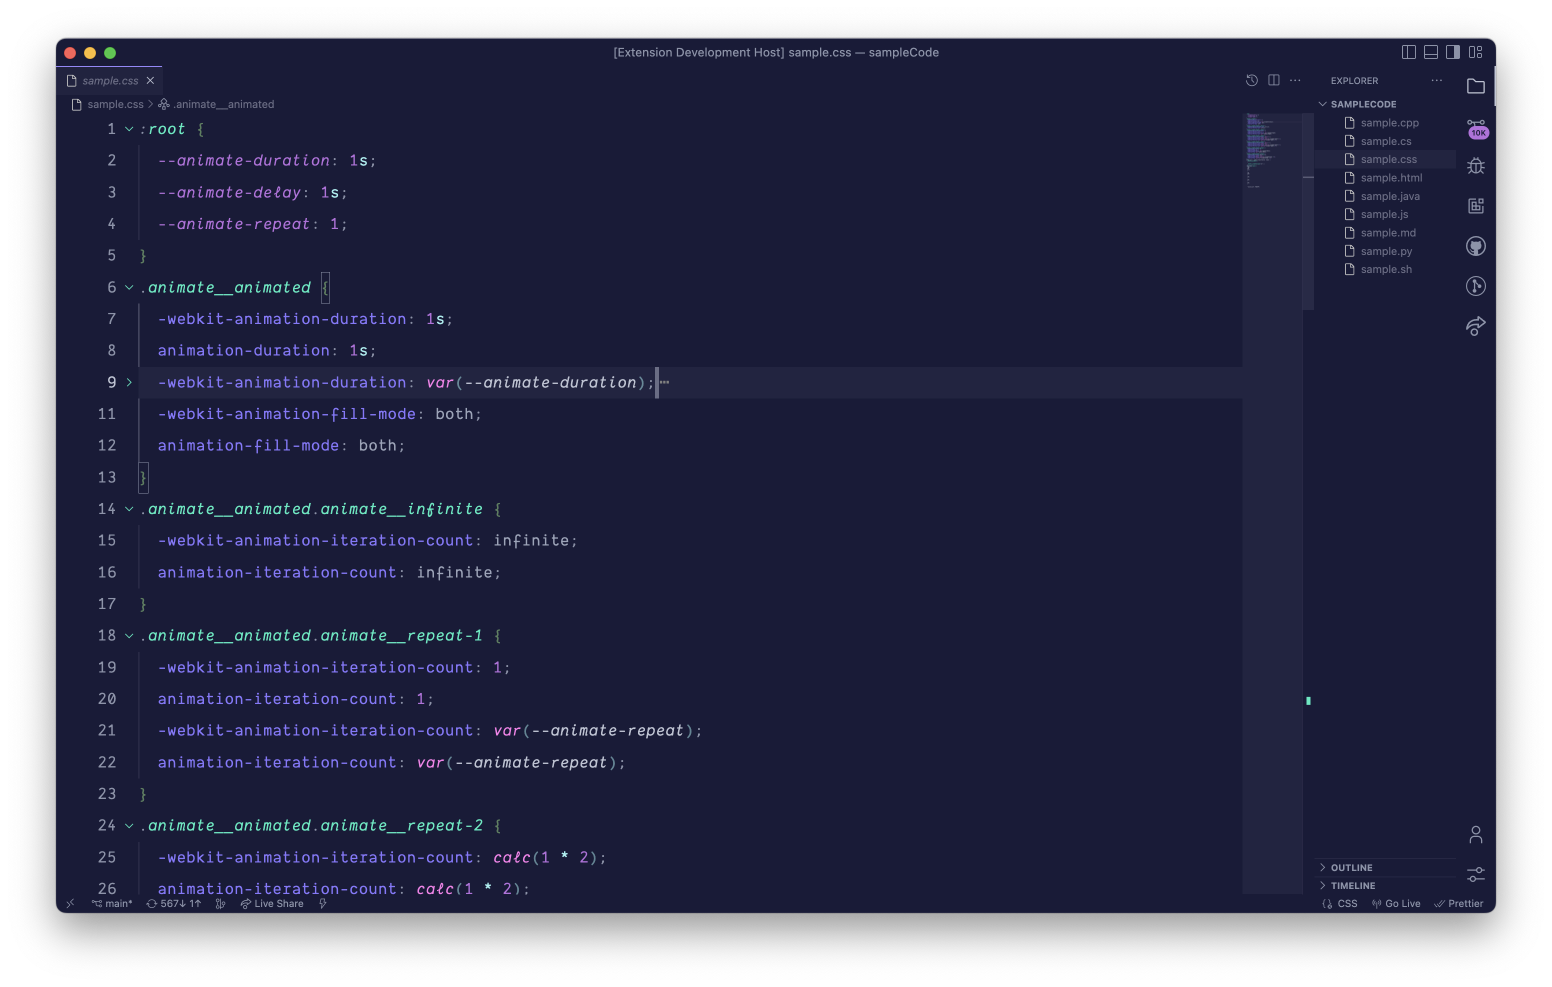 [Extension Development Host] sample.css — sampleCode
sample.css
sample.css > .animate__animated
1 :root {
2 --animate-duration: 1s;
3 --animate-delay: 1s;
4 --animate-repeat: 1;
5 }
6 .animate__animated {
7 -webkit-animation-duration: 1s;
8 animation-duration: 1s;
9 -webkit-animation-duration: var(--animate-duration);⋯
11 -webkit-animation-fill-mode: both;
12 animation-fill-mode: both;
13 }
14 .animate__animated.animate__infinite {
15 -webkit-animation-iteration-count: infinite;
16 animation-iteration-count: infinite;
17 }
18 .animate__animated.animate__repeat-1 {
19 -webkit-animation-iteration-count: 1;
20 animation-iteration-count: 1;
21 -webkit-animation-iteration-count: var(--animate-repeat);
22 animation-iteration-count: var(--animate-repeat);
23 }
24 .animate__animated.animate__repeat-2 {
25 -webkit-animation-iteration-count: calc(1 * 2);
26 animation-iteration-count: calc(1 * 2);
EXPLORER
SAMPLECODE
sample.cpp
sample.cs
sample.css
sample.html
sample.java
sample.js
sample.md
sample.py
sample.sh
OUTLINE
TIMELINE
10K
main* 567↓ 1↑ Live Share
CSS Go Live Prettier